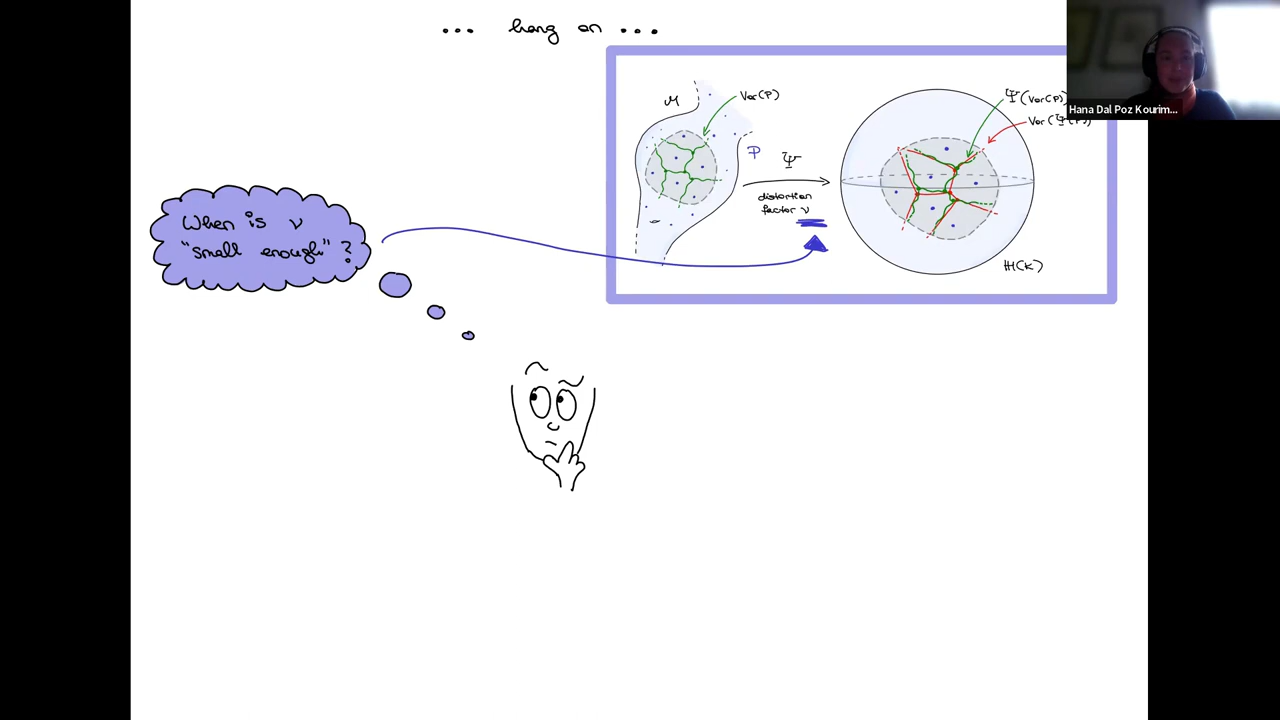 ... hang on ...
When is ν
"small enough" ?
M
Vor(P)
P
Ψ
distortion
factor ν
Ψ(Vor(P)
Vor(Ψ(P))
ℍ(K)
Hana Dal Poz Kourim...